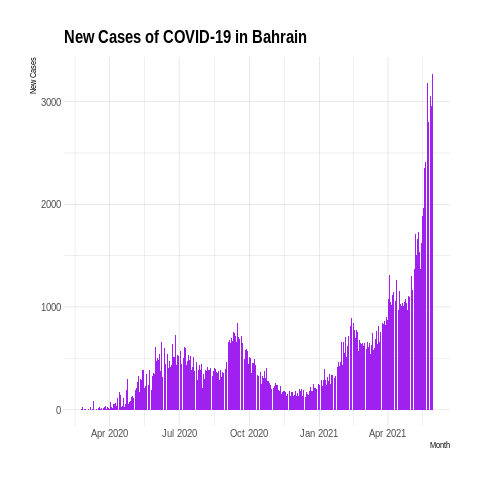 New Cases of COVID-19 in Bahrain
New Cases
3000
2000
1000
0
Apr 2020 Jul 2020 Oct 2020 Jan 2021 Apr 2021
Month